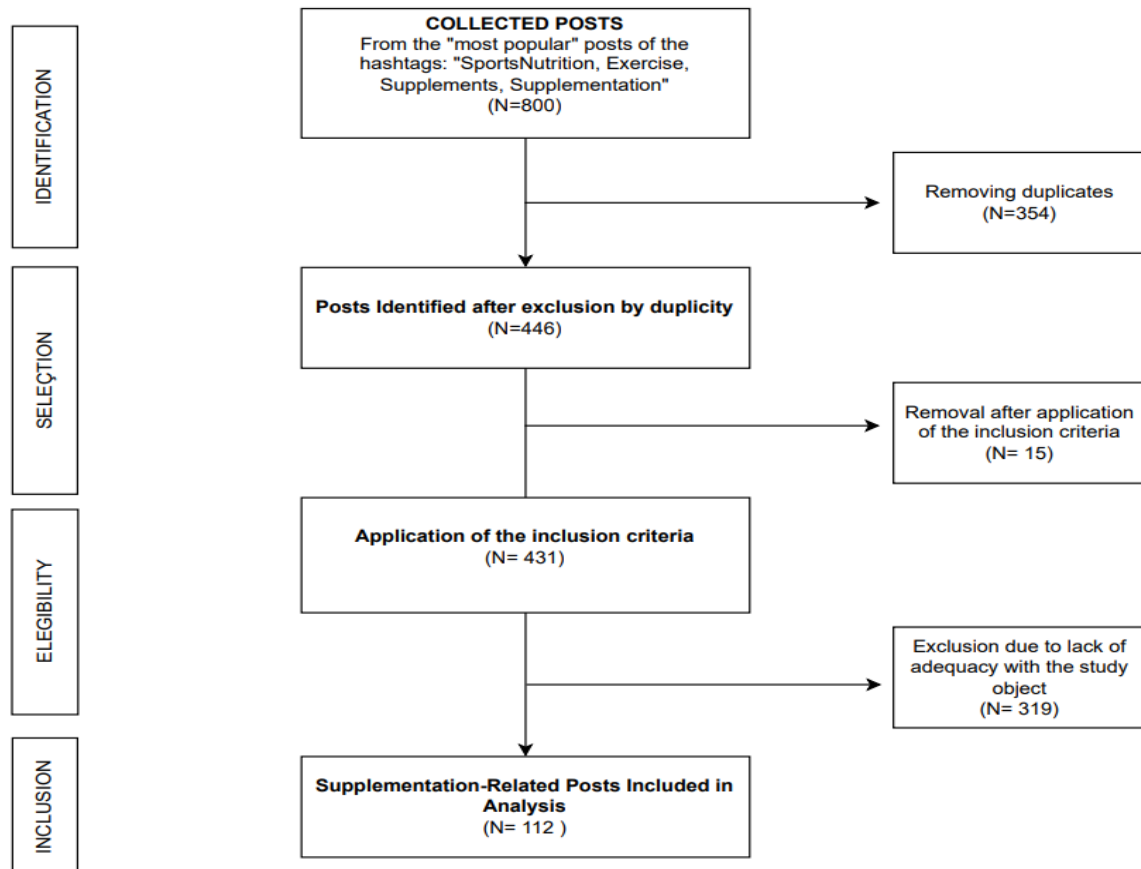 IDENTIFICATION
COLLECTED POSTS
From the "most popular" posts of the
hashtags: "SportsNutrition, Exercise,
Supplements, Supplementation"
(N=800)
Removing duplicates
(N=354)
SELEÇTION
Posts Identified after exclusion by duplicity
(N=446)
Removal after application
of the inclusion criteria
(N= 15)
ELEGIBILITY
Application of the inclusion criteria
(N= 431)
Exclusion due to lack of
adequacy with the study
object
(N= 319)
INCLUSION
Supplementation-Related Posts Included in
Analysis
(N= 112 )